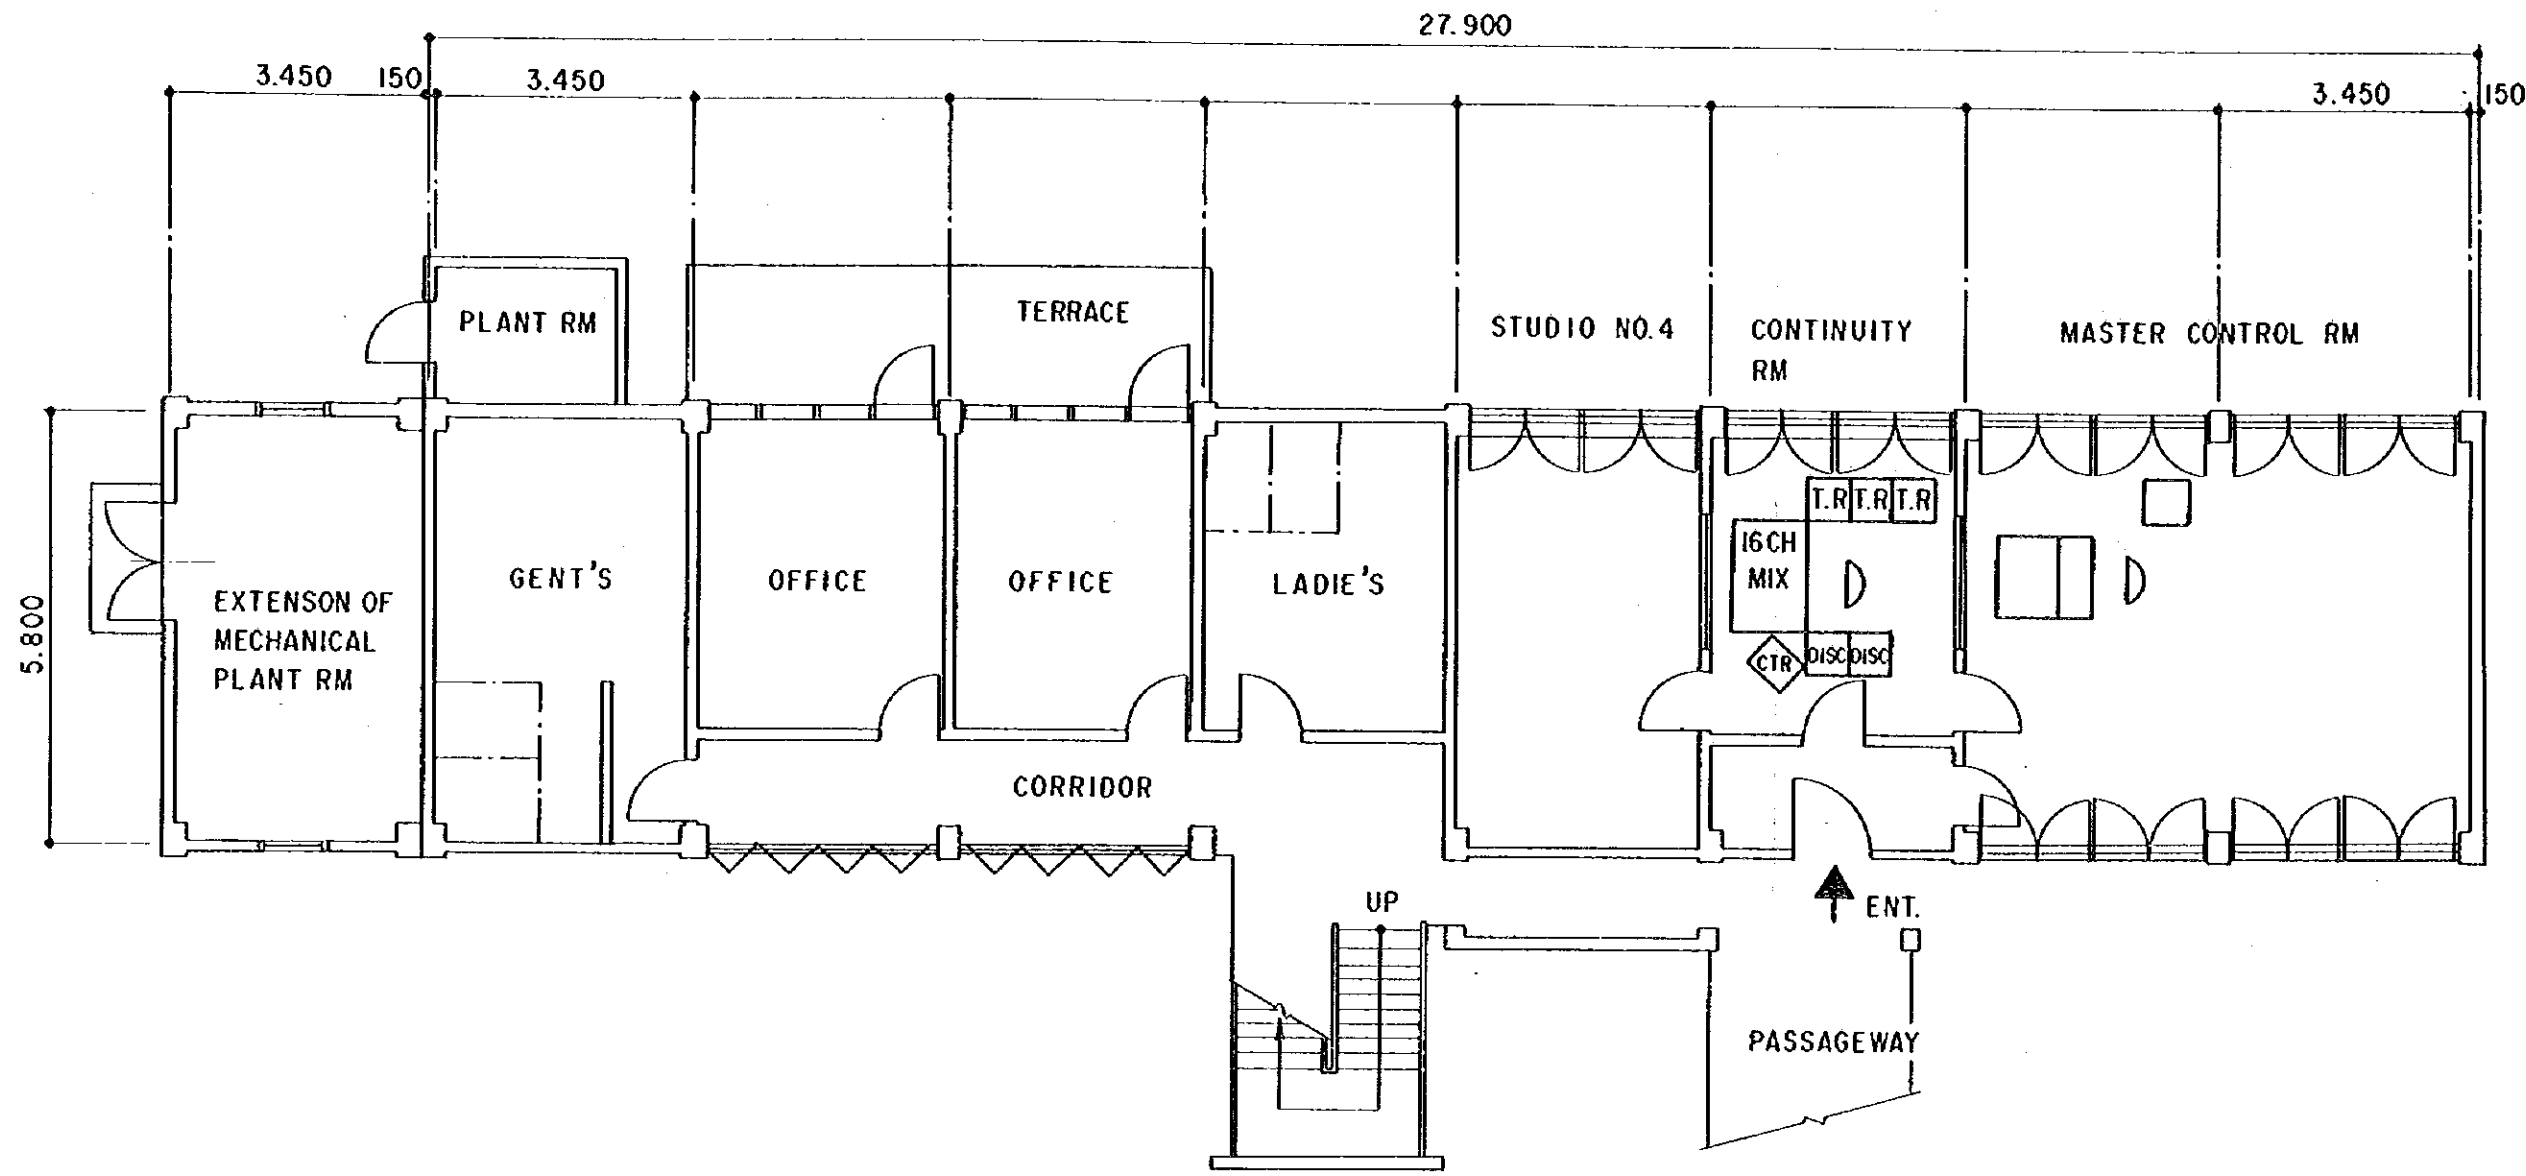 27.900
3.450 150 3.450 3.450 150
PLANT RM
TERRACE
STUDIO NO.4
CONTINUITY
RM
MASTER CONTROL RM
5.800
EXTENSON OF
MECHANICAL
PLANT RM
GENT'S
OFFICE
OFFICE
LADIE'S
T.R T.R T.R
16CH
MIX
CTR
DISC DISC
CORRIDOR
UP
ENT.
PASSAGEWAY